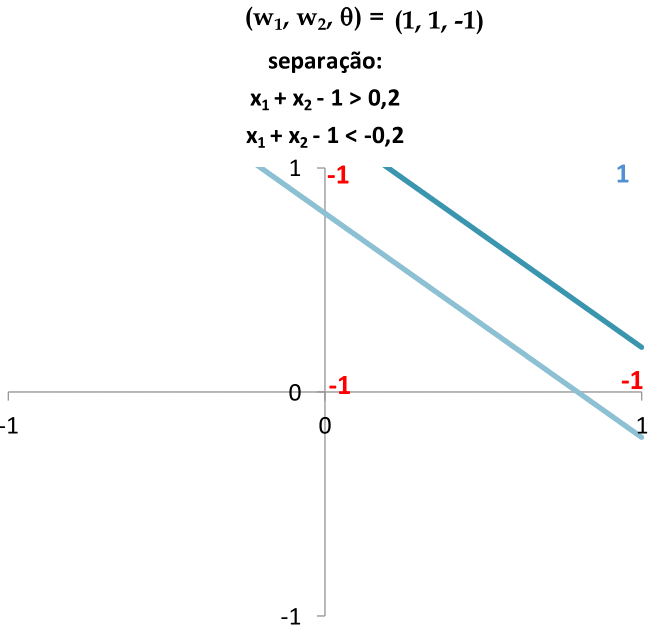 (w₁, w₂, θ) = (1, 1, -1)
separação:
x₁ + x₂ - 1 > 0,2
x₁ + x₂ - 1 < -0,2
1 -1 1
0 -1 -1
-1 0 1
-1